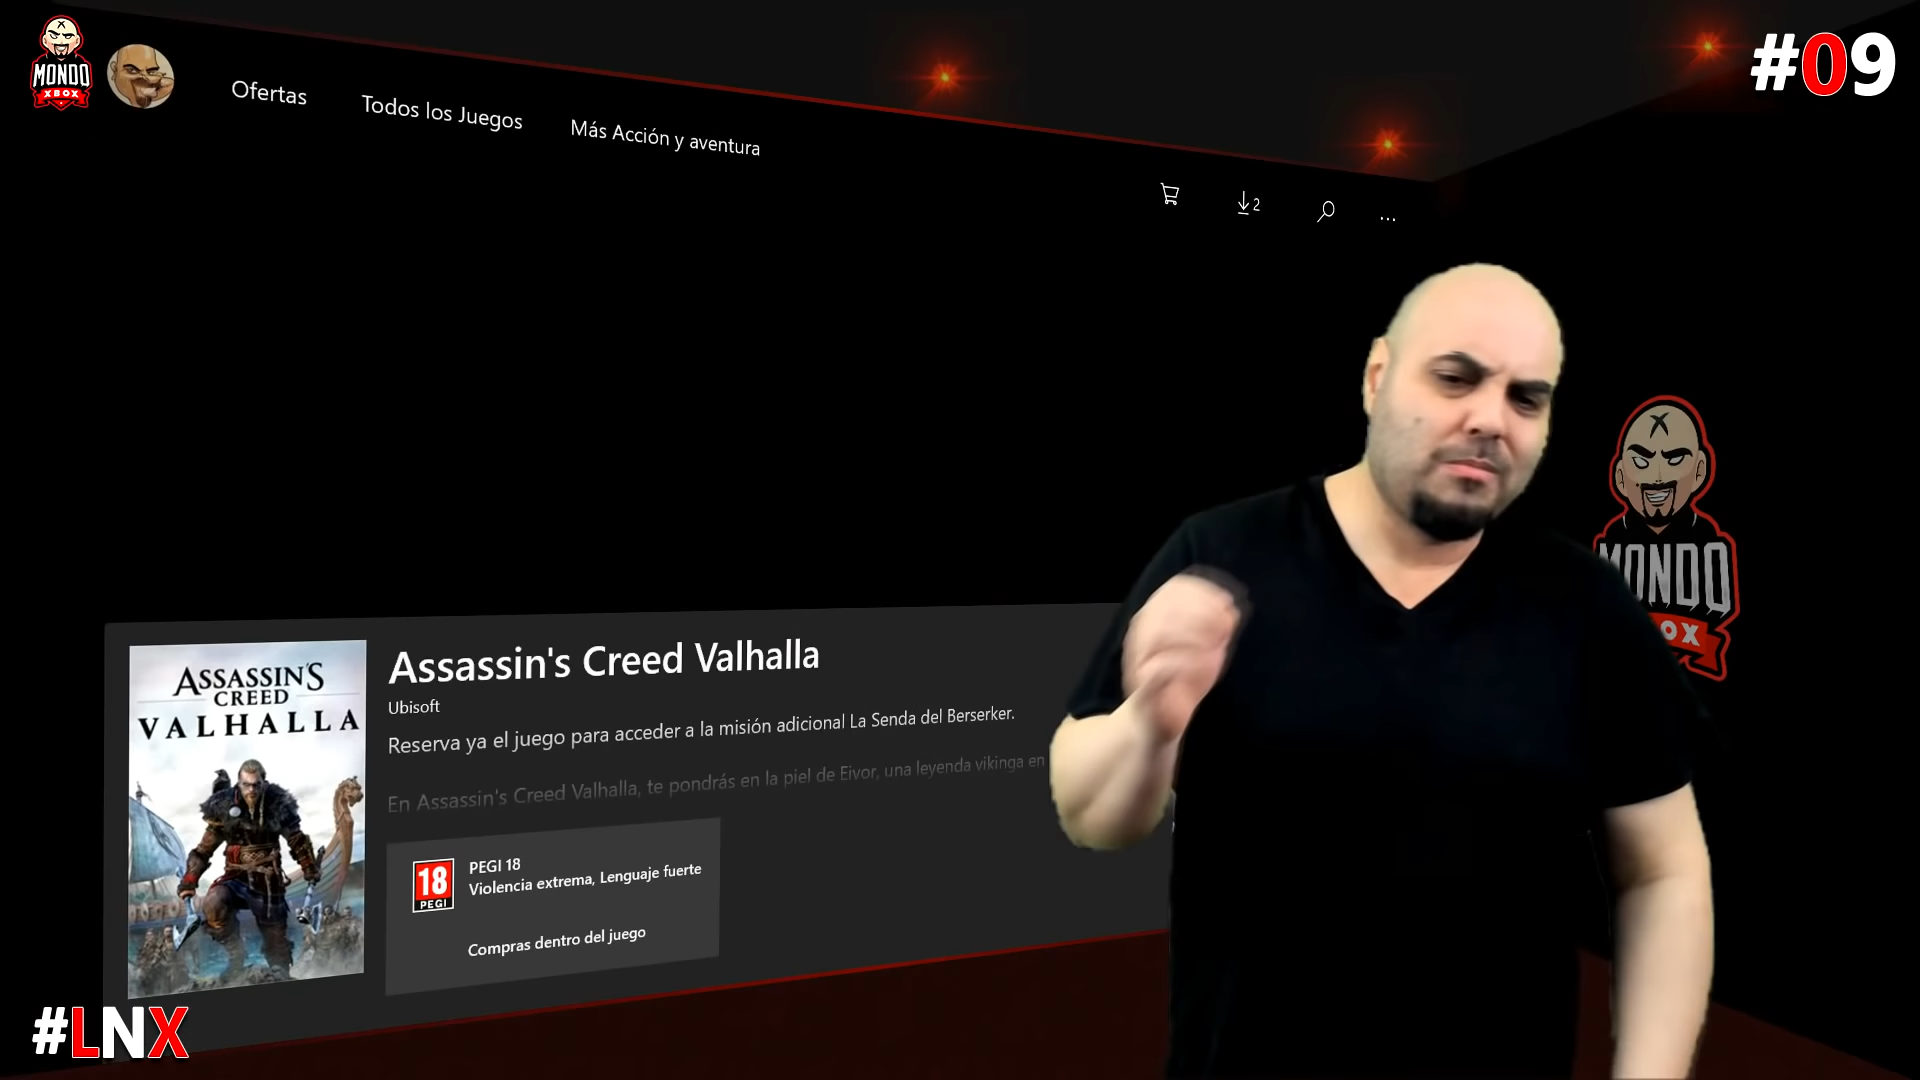 MONDO
XBOX
Ofertas
Todos los Juegos
Más Acción y aventura
2
#09
ASSASSIN'S
CREED
VALHALLA
Assassin's Creed Valhalla
Ubisoft
Reserva ya el juego para acceder a la misión adicional La Senda del Berserker.
En Assassin's Creed Valhalla, te pondrás en la piel de Eivor, una leyenda vikinga en
18
PEGI
PEGI 18
Violencia extrema, Lenguaje fuerte
Compras dentro del juego
MONDO
OX
#LNX